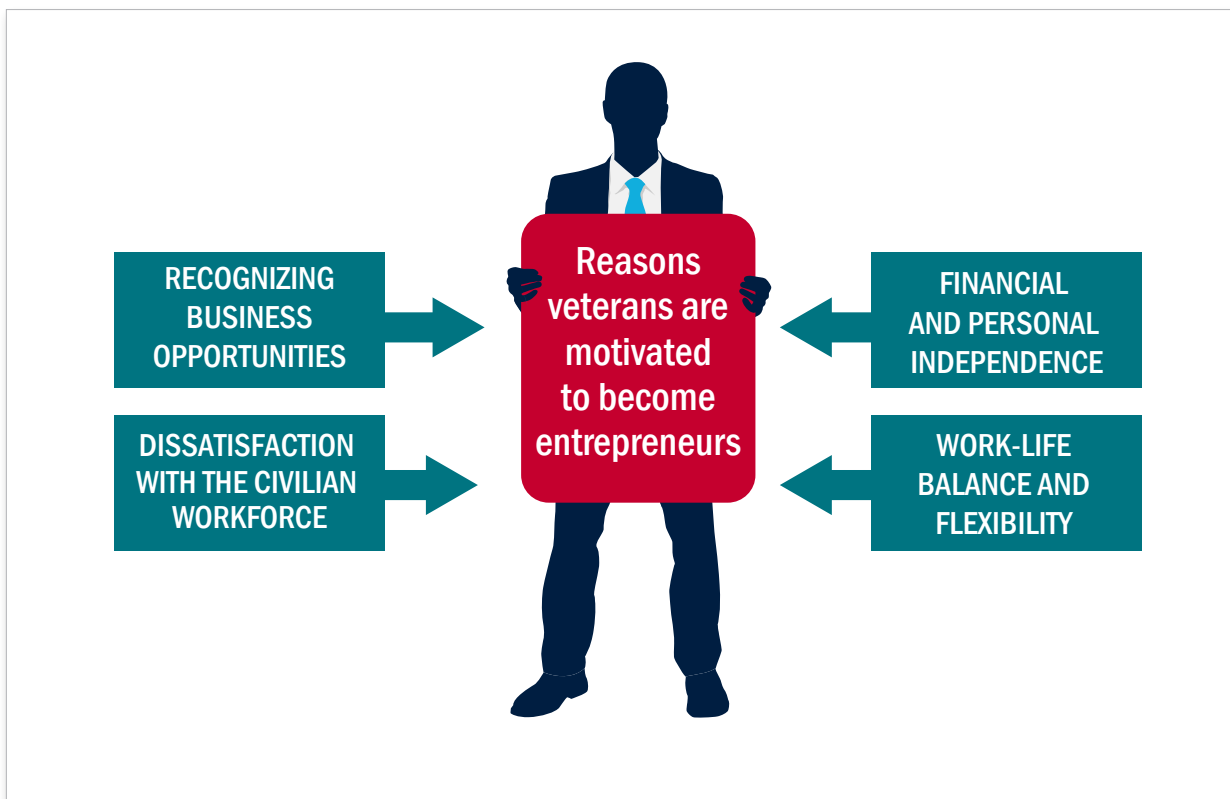 Reasons
veterans are
motivated
to become
entrepreneurs
RECOGNIZING
BUSINESS
OPPORTUNITIES
DISSATISFACTION
WITH THE CIVILIAN
WORKFORCE
FINANCIAL
AND PERSONAL
INDEPENDENCE
WORK-LIFE
BALANCE AND
FLEXIBILITY